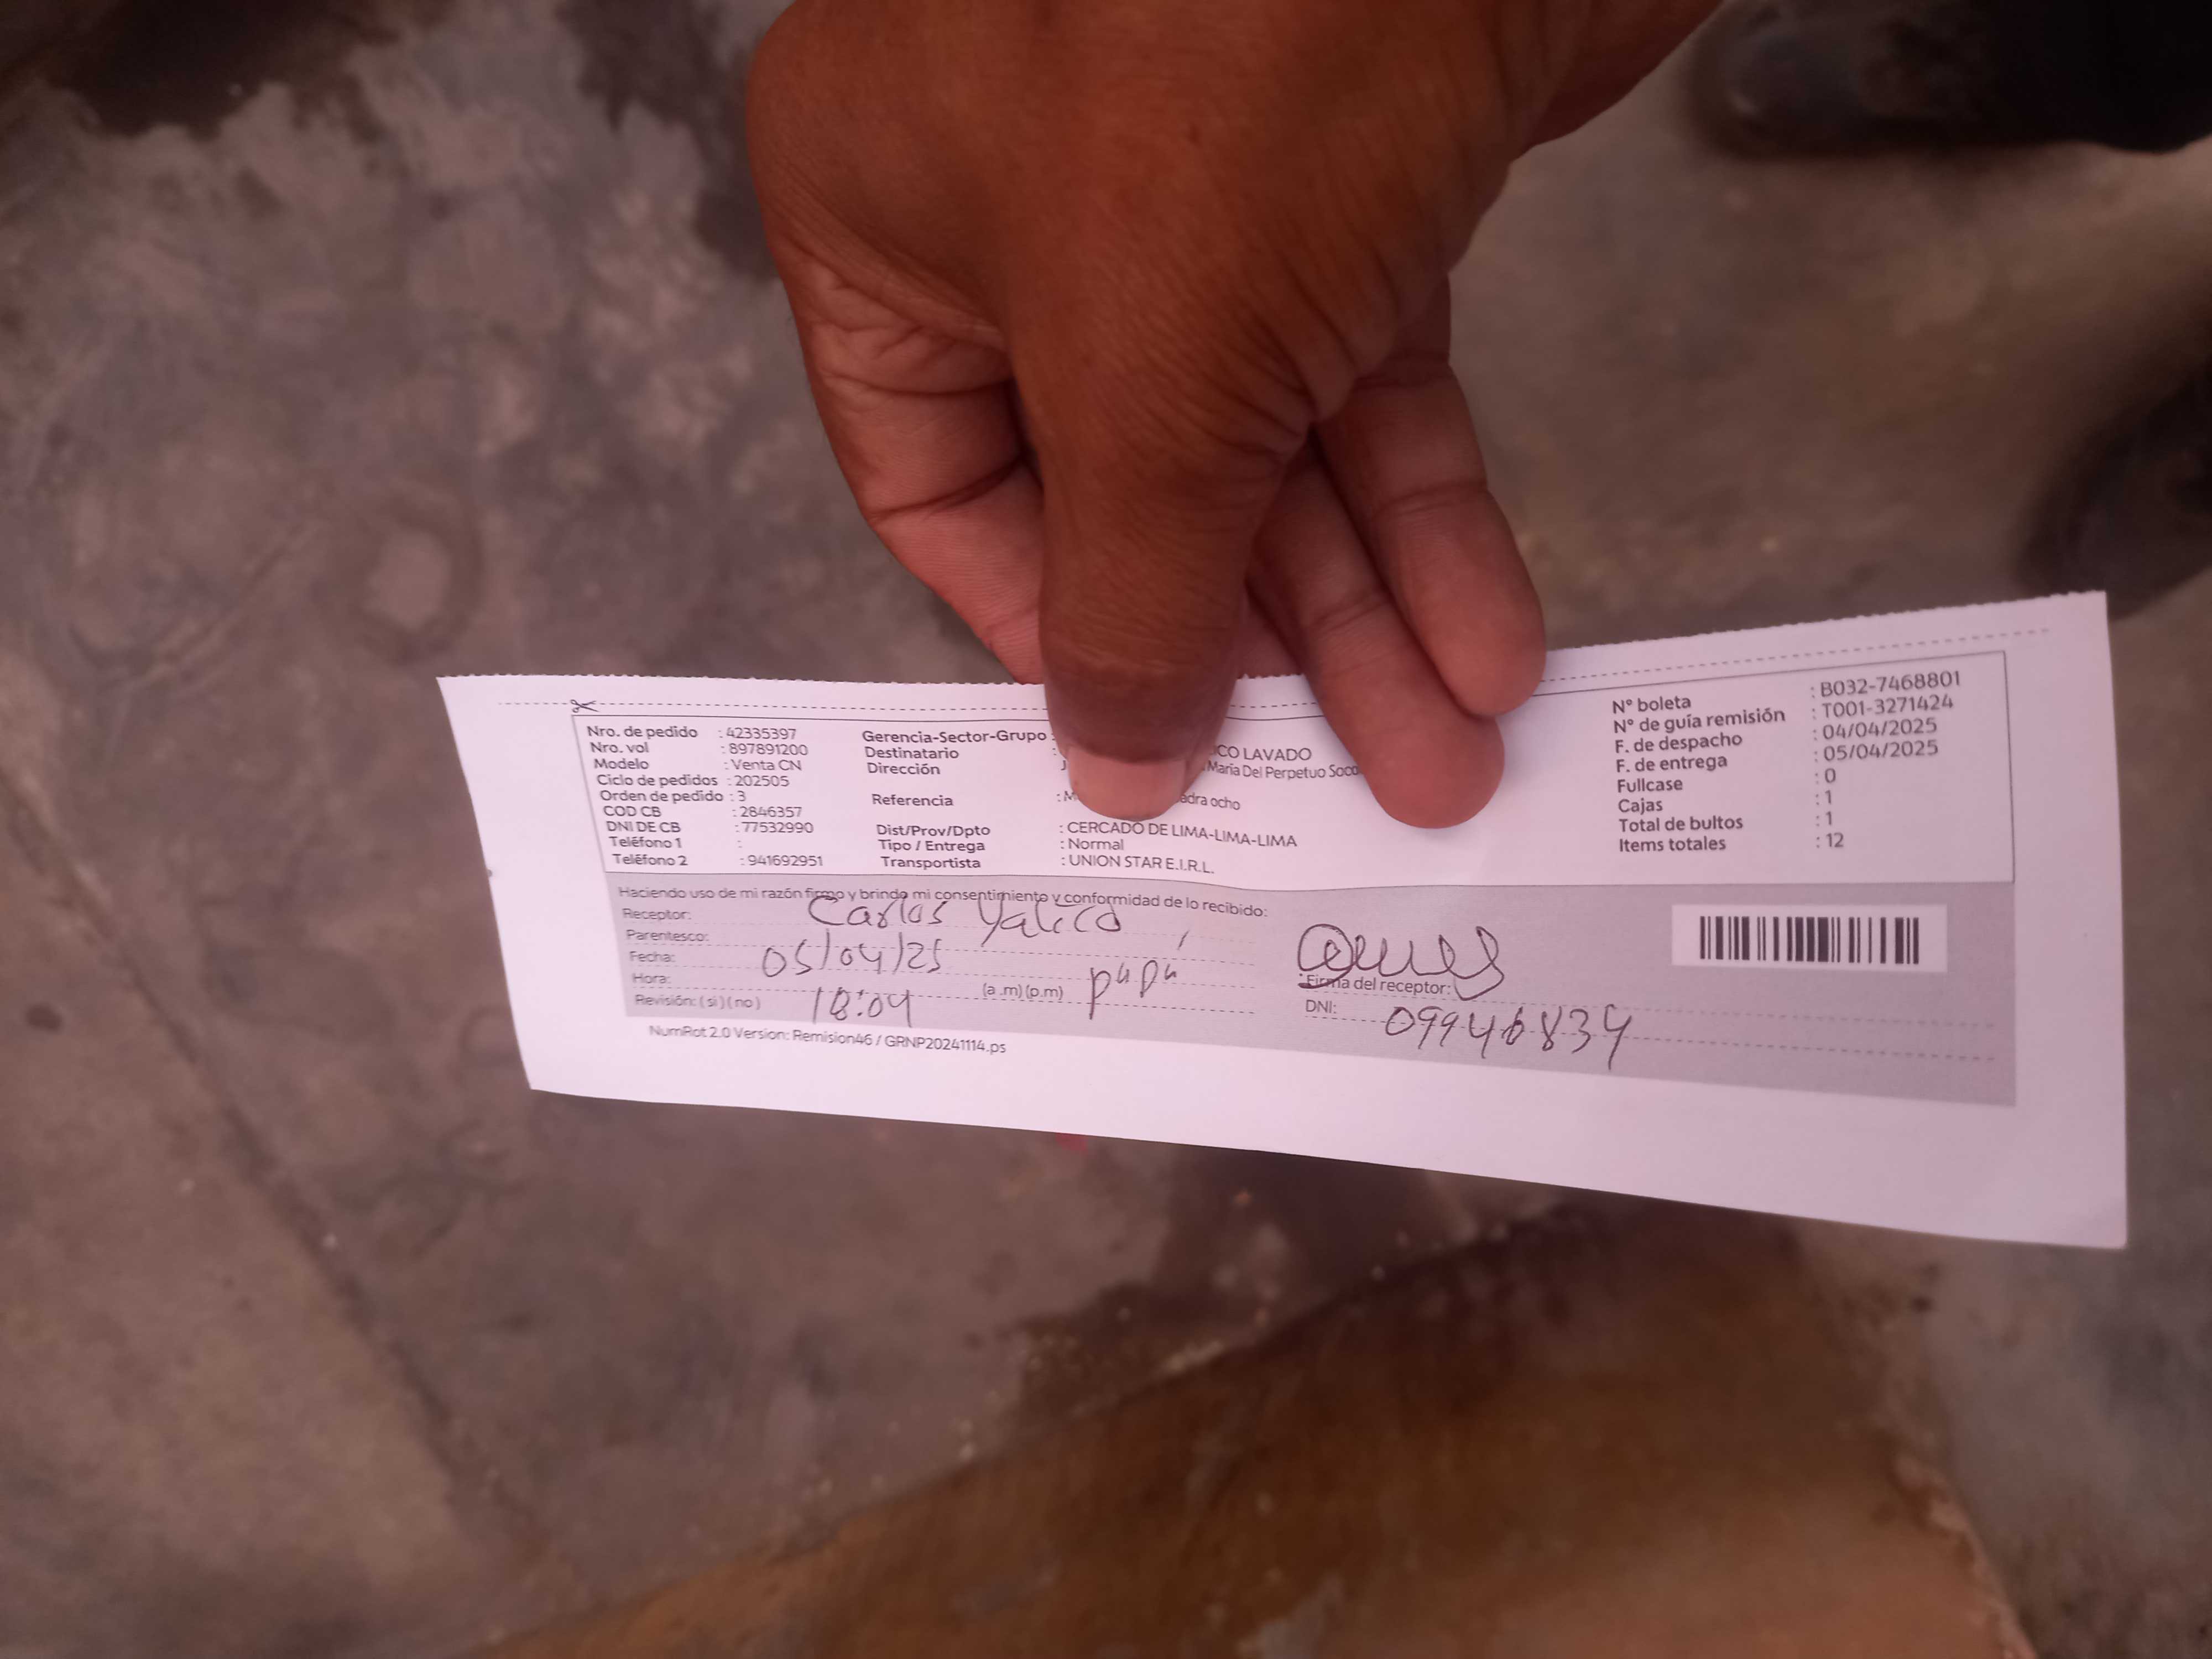 Nro. de pedido : 42335397
Nro. vol : 897891200
Modelo : Venta CN
Ciclo de pedidos : 202505
Orden de pedido : 3
COD CB : 2846357
DNI DE CB : 77532990
Teléfono 1 :
Teléfono 2 : 941692951
Gerencia-Sector-Grupo :
Destinatario : CO LAVADO
Dirección : J María Del Perpetuo Soco
Referencia : M adra ocho
Dist/Prov/Dpto : CERCADO DE LIMA-LIMA-LIMA
Tipo / Entrega : Normal
Transportista : UNION STAR E.I.R.L.
N° boleta : B032-7468801
N° de guía remisión : T001-3271424
F. de despacho : 04/04/2025
F. de entrega : 05/04/2025
Fullcase : 0
Cajas : 1
Total de bultos : 1
Items totales : 12
Haciendo uso de mi razón firmo y brindo mi consentimiento y conformidad de lo recibido:
Receptor: Carlos Yalico
Parentesco:
Fecha: 05/04/25
Hora: (a .m) (p.m) papá
Revisión: ( si ) ( no ) 18:04
Firma del receptor:
DNI: 09946834
NumRot 2.0 Version: Remision46 / GRNP20241114.ps